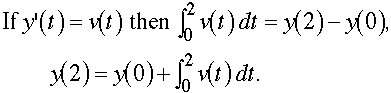 If y'(t) = v(t) then ∫₀² v(t) dt = y(2) − y(0),
y(2) = y(0) + ∫₀² v(t) dt.